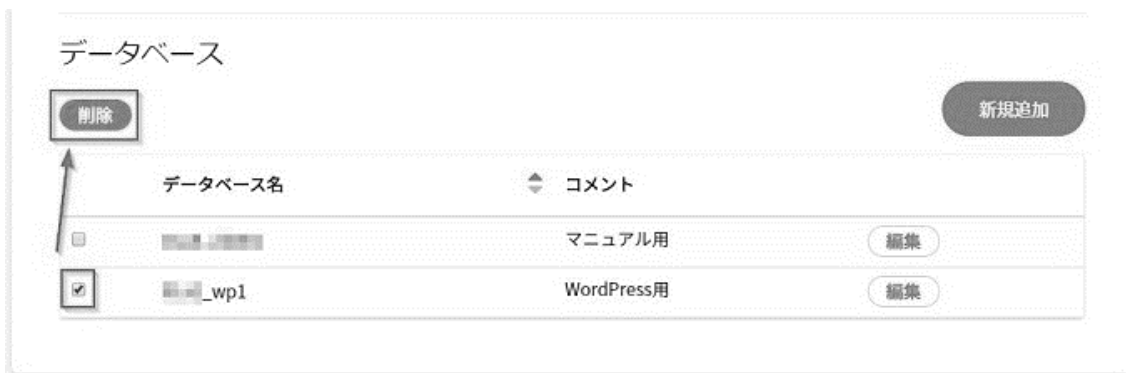 データベース
削除
新規追加
データベース名 コメント
マニュアル用 編集
_wp1 WordPress用 編集